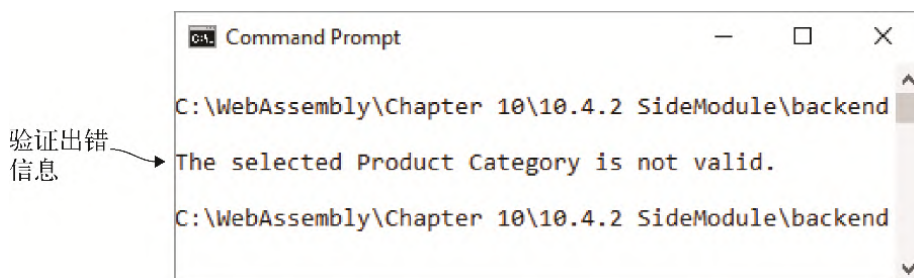 Command Prompt
C:\WebAssembly\Chapter 10\10.4.2 SideModule\backend
验证出错
信息
The selected Product Category is not valid.
C:\WebAssembly\Chapter 10\10.4.2 SideModule\backend